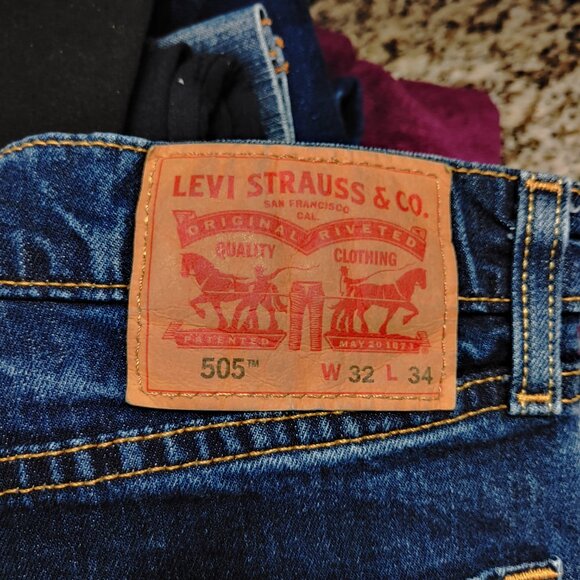 LEVI STRAUSS & CO.
SAN FRANCISCO
CAL.
ORIGINAL RIVETED
QUALITY CLOTHING
PATENTED MAY 20 1873
505™ W 32 L 34